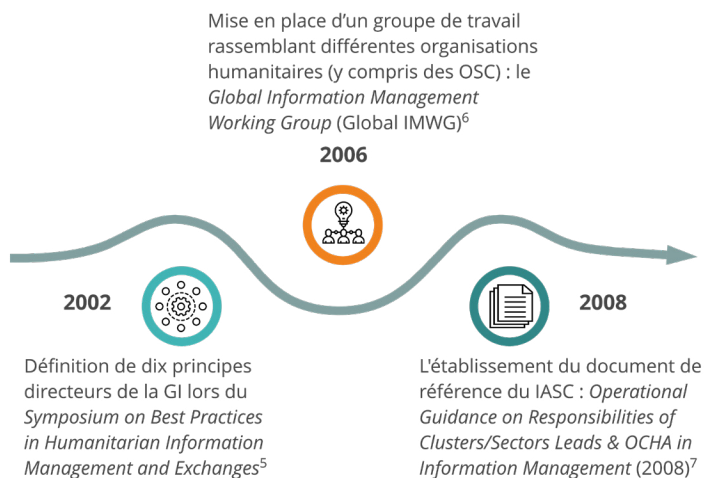 Mise en place d’un groupe de travail
rassemblant différentes organisations
humanitaires (y compris des OSC) : le
Global Information Management
Working Group (Global IMWG)⁶
2006
2002
Définition de dix principes
directeurs de la GI lors du
Symposium on Best Practices
in Humanitarian Information
Management and Exchanges⁵
2008
L'établissement du document de
référence du IASC : Operational
Guidance on Responsibilities of
Clusters/Sectors Leads & OCHA in
Information Management (2008)⁷